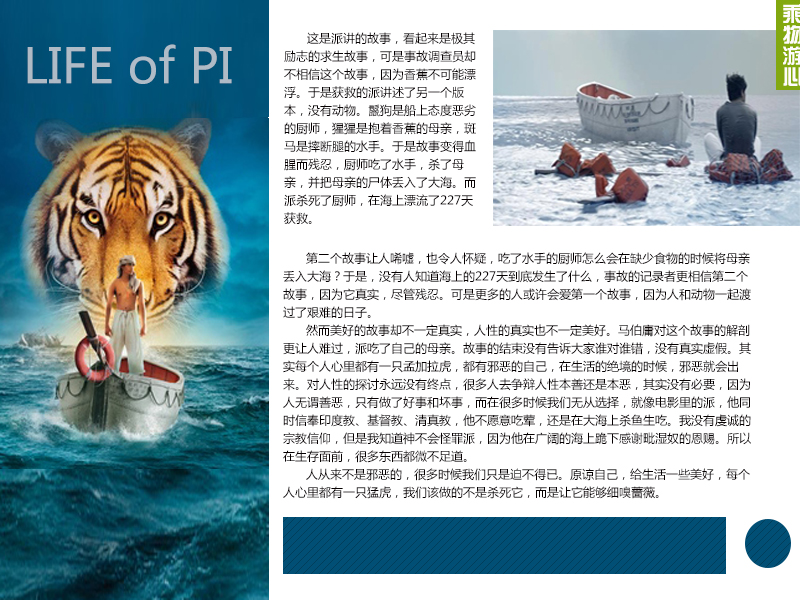 LIFE of PI
乘物游心
这是派讲的故事，看起来是极其
励志的求生故事，可是事故调查员却
不相信这个故事，因为香蕉不可能漂
浮。于是获救的派讲述了另一个版
本，没有动物。鬣狗是船上态度恶劣
的厨师，猩猩是抱着香蕉的母亲，斑
马是摔断腿的水手。于是故事变得血
腥而残忍，厨师吃了水手，杀了母
亲，并把母亲的尸体丢入了大海。而
派杀死了厨师，在海上漂流了227天
获救。
第二个故事让人唏嘘，也令人怀疑，吃了水手的厨师怎么会在缺少食物的时候将母亲
丢入大海？于是，没有人知道海上的227天到底发生了什么，事故的记录者更相信第二个
故事，因为它真实，尽管残忍。可是更多的人或许会爱第一个故事，因为人和动物一起渡
过了艰难的日子。
然而美好的故事却不一定真实，人性的真实也不一定美好。马伯庸对这个故事的解剖
更让人难过，派吃了自己的母亲。故事的结束没有告诉大家谁对谁错，没有真实虚假。其
实每个人心里都有一只孟加拉虎，都有邪恶的自己，在生活的绝境的时候，邪恶就会出
来。对人性的探讨永远没有终点，很多人去争辩人性本善还是本恶，其实没有必要，因为
人无谓善恶，只有做了好事和坏事，而在很多时候我们无从选择，就像电影里的派，他同
时信奉印度教、基督教、清真教，他不愿意吃荤，还是在大海上杀鱼生吃。我没有虔诚的
宗教信仰，但是我知道神不会怪罪派，因为他在广阔的海上跪下感谢毗湿奴的恩赐。所以
在生存面前，很多东西都微不足道。
人从来不是邪恶的，很多时候我们只是迫不得已。原谅自己，给生活一些美好，每个
人心里都有一只猛虎，我们该做的不是杀死它，而是让它能够细嗅蔷薇。